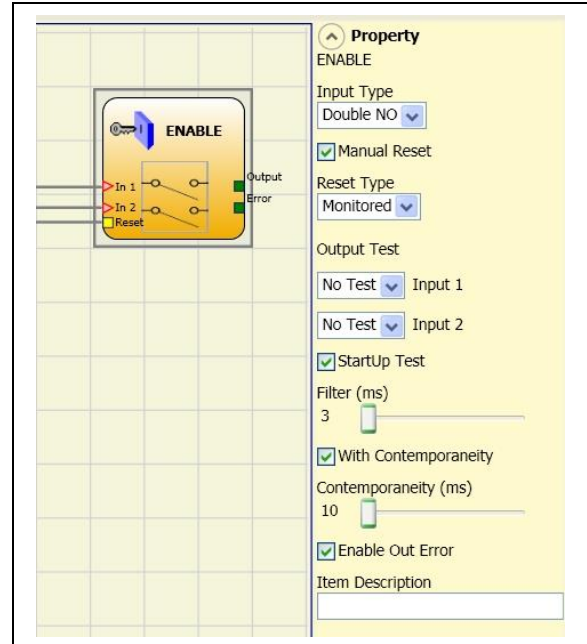 ENABLE
In 1
In 2
Reset
Output
Error
Property
ENABLE
Input Type
Double NO
Manual Reset
Reset Type
Monitored
Output Test
No Test Input 1
No Test Input 2
StartUp Test
Filter (ms)
3
With Contemporaneity
Contemporaneity (ms)
10
Enable Out Error
Item Description